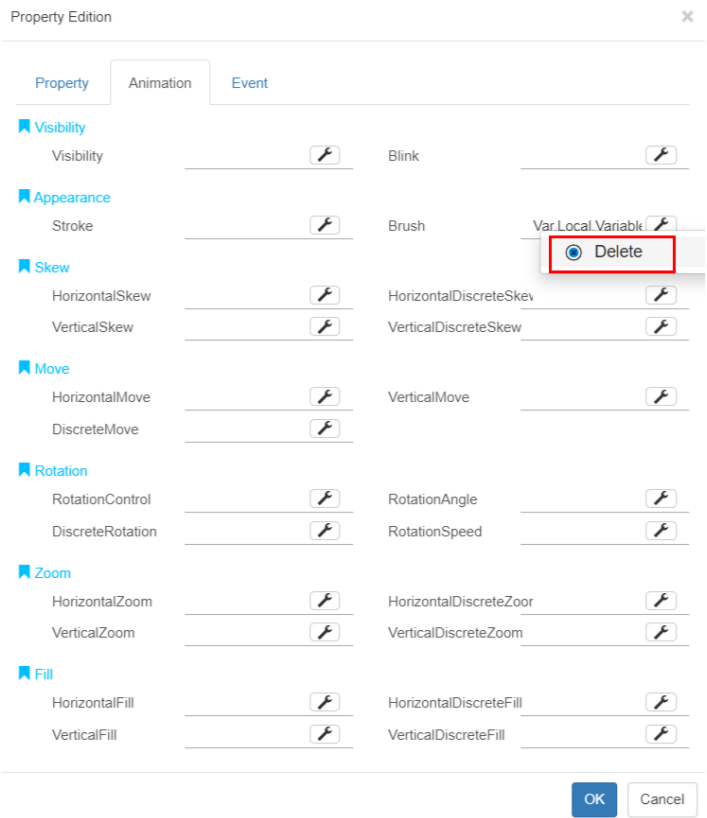 Property Edition ×
Property Animation Event
Visibility
Visibility Blink
Appearance
Stroke Brush Var.Local.Variable
Delete
Skew
HorizontalSkew HorizontalDiscreteSkew
VerticalSkew VerticalDiscreteSkew
Move
HorizontalMove VerticalMove
DiscreteMove
Rotation
RotationControl RotationAngle
DiscreteRotation RotationSpeed
Zoom
HorizontalZoom HorizontalDiscreteZoor
VerticalZoom VerticalDiscreteZoom
Fill
HorizontalFill HorizontalDiscreteFill
VerticalFill VerticalDiscreteFill
OK Cancel